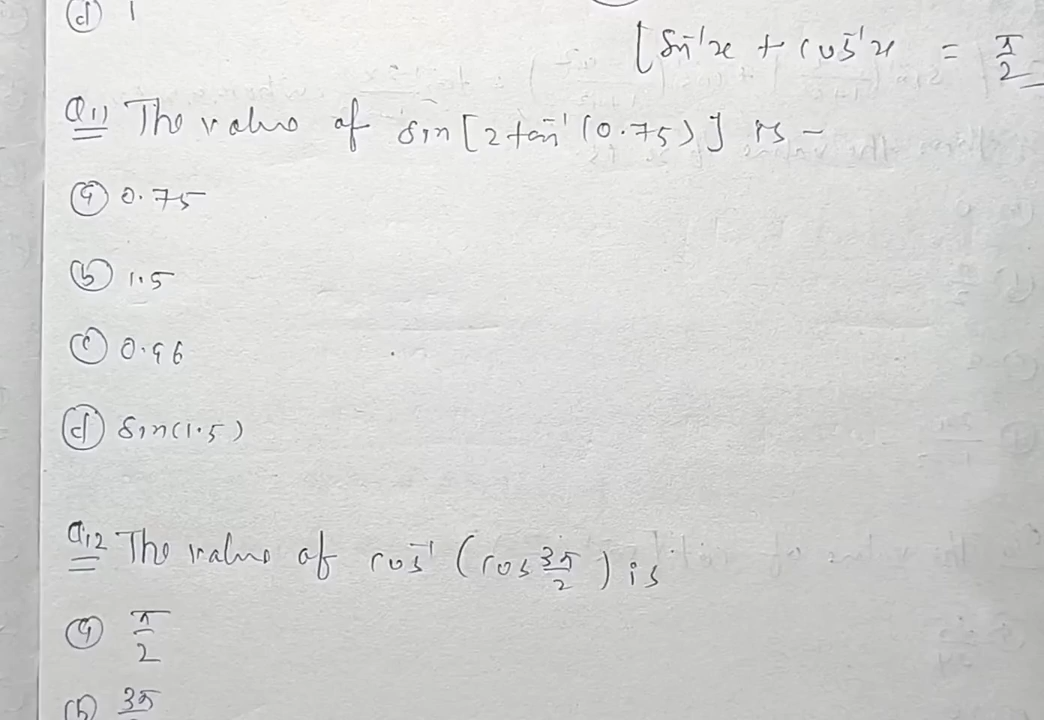 (d) 1
[Sin⁻¹x + cos⁻¹x = π/2
Q11 The value of sin[2tan⁻¹(0.75)] is -
(a) 0.75
(b) 1.5
(c) 0.96
(d) sin(1.5)
Q12 The value of cos⁻¹(cos 3π/2) is
(a) π/2
(b) 3π